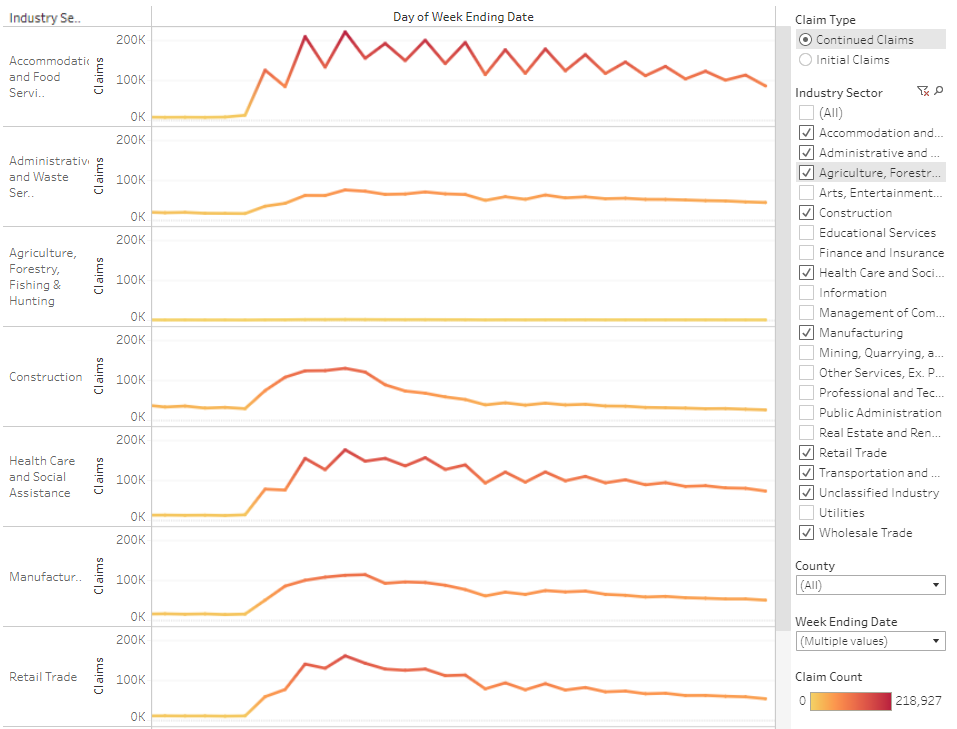 Industry Se..
Day of Week Ending Date
Accommodatic
and Food
Servi..
Claims
200K
100K
0K
Administrative
and Waste
Ser..
Claims
200K
100K
0K
Agriculture,
Forestry,
Fishing &
Hunting
Claims
200K
100K
0K
Construction
Claims
200K
100K
0K
Health Care
and Social
Assistance
Claims
200K
100K
0K
Manufactur..
Claims
200K
100K
0K
Retail Trade
Claims
200K
100K
0K
Claim Type
Continued Claims
Initial Claims
Industry Sector
(All)
Accommodation and...
Administrative and ...
Agriculture, Forestr...
Arts, Entertainment...
Construction
Educational Services
Finance and Insurance
Health Care and Soci...
Information
Management of Com...
Manufacturing
Mining, Quarrying, a...
Other Services, Ex. P...
Professional and Tec...
Public Administration
Real Estate and Ren...
Retail Trade
Transportation and ...
Unclassified Industry
Utilities
Wholesale Trade
County
(All)
Week Ending Date
(Multiple values)
Claim Count
0 218,927